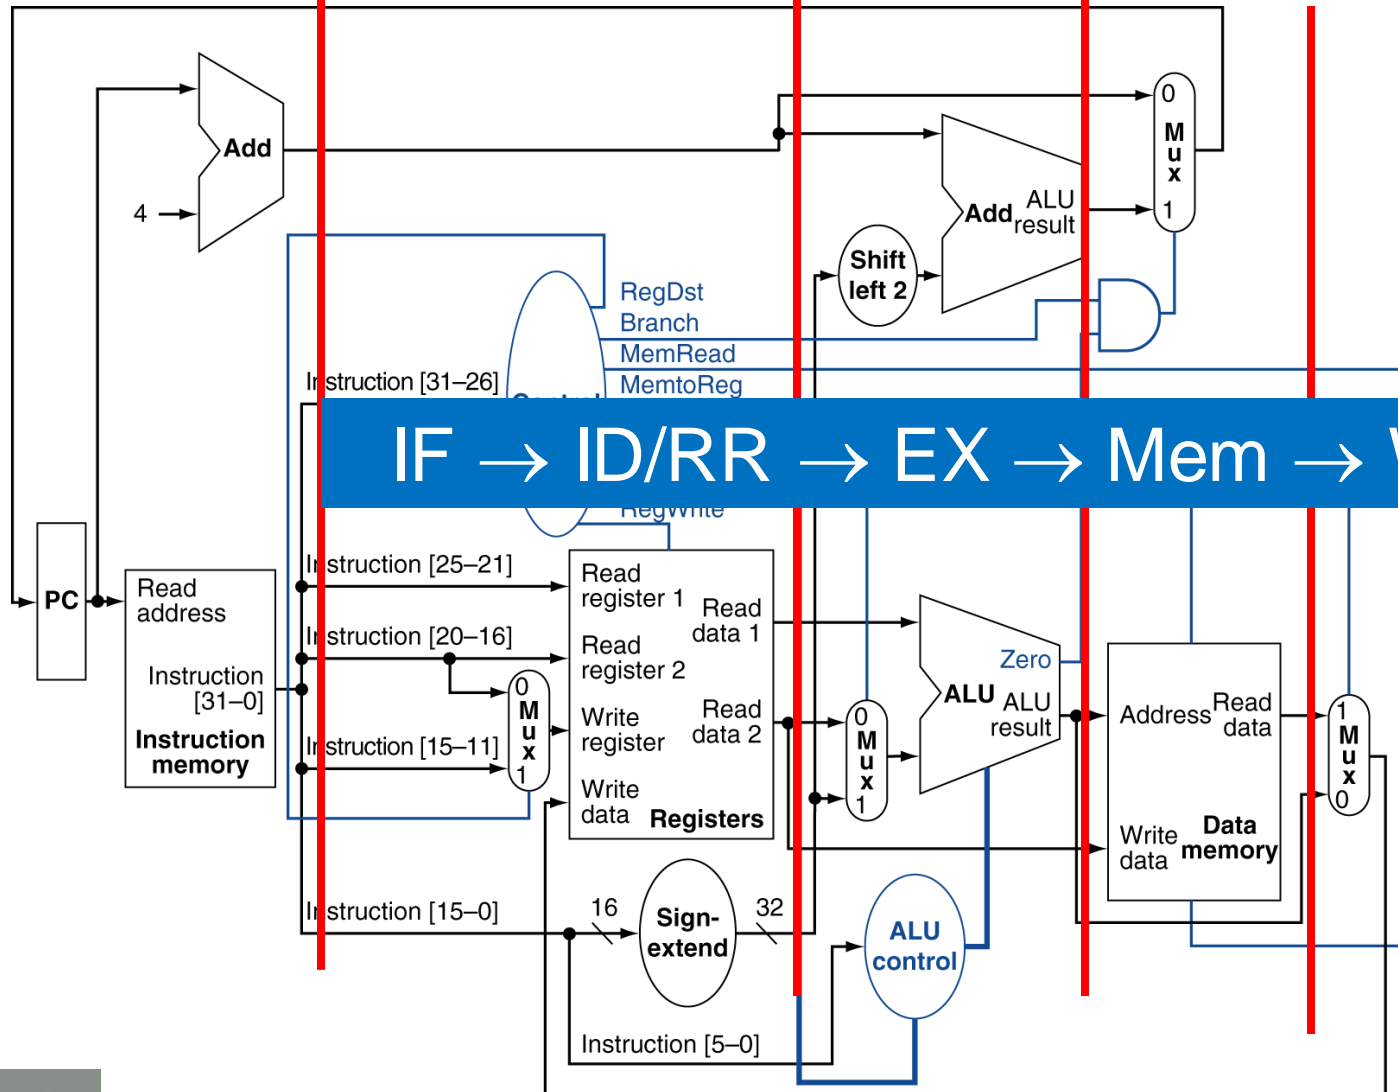 0
M
u
x
1
Add
4
Add
ALU
result
Shift
left 2
RegDst
Branch
MemRead
MemtoReg
Instruction [31–26]
IF → ID/RR → EX → Mem →
RegWrite
PC
Read
address
Instruction
[31–0]
Instruction
memory
Instruction [25–21]
Instruction [20–16]
Instruction [15–11]
0
M
u
x
1
Read
register 1
Read
register 2
Write
register
Write
data
Read
data 1
Read
data 2
Registers
0
M
u
x
1
Zero
ALU
ALU
result
Address
Read
data
Write
data
Data
memory
1
M
u
x
0
Instruction [15–0]
16
Sign-
extend
32
ALU
control
Instruction [5–0]